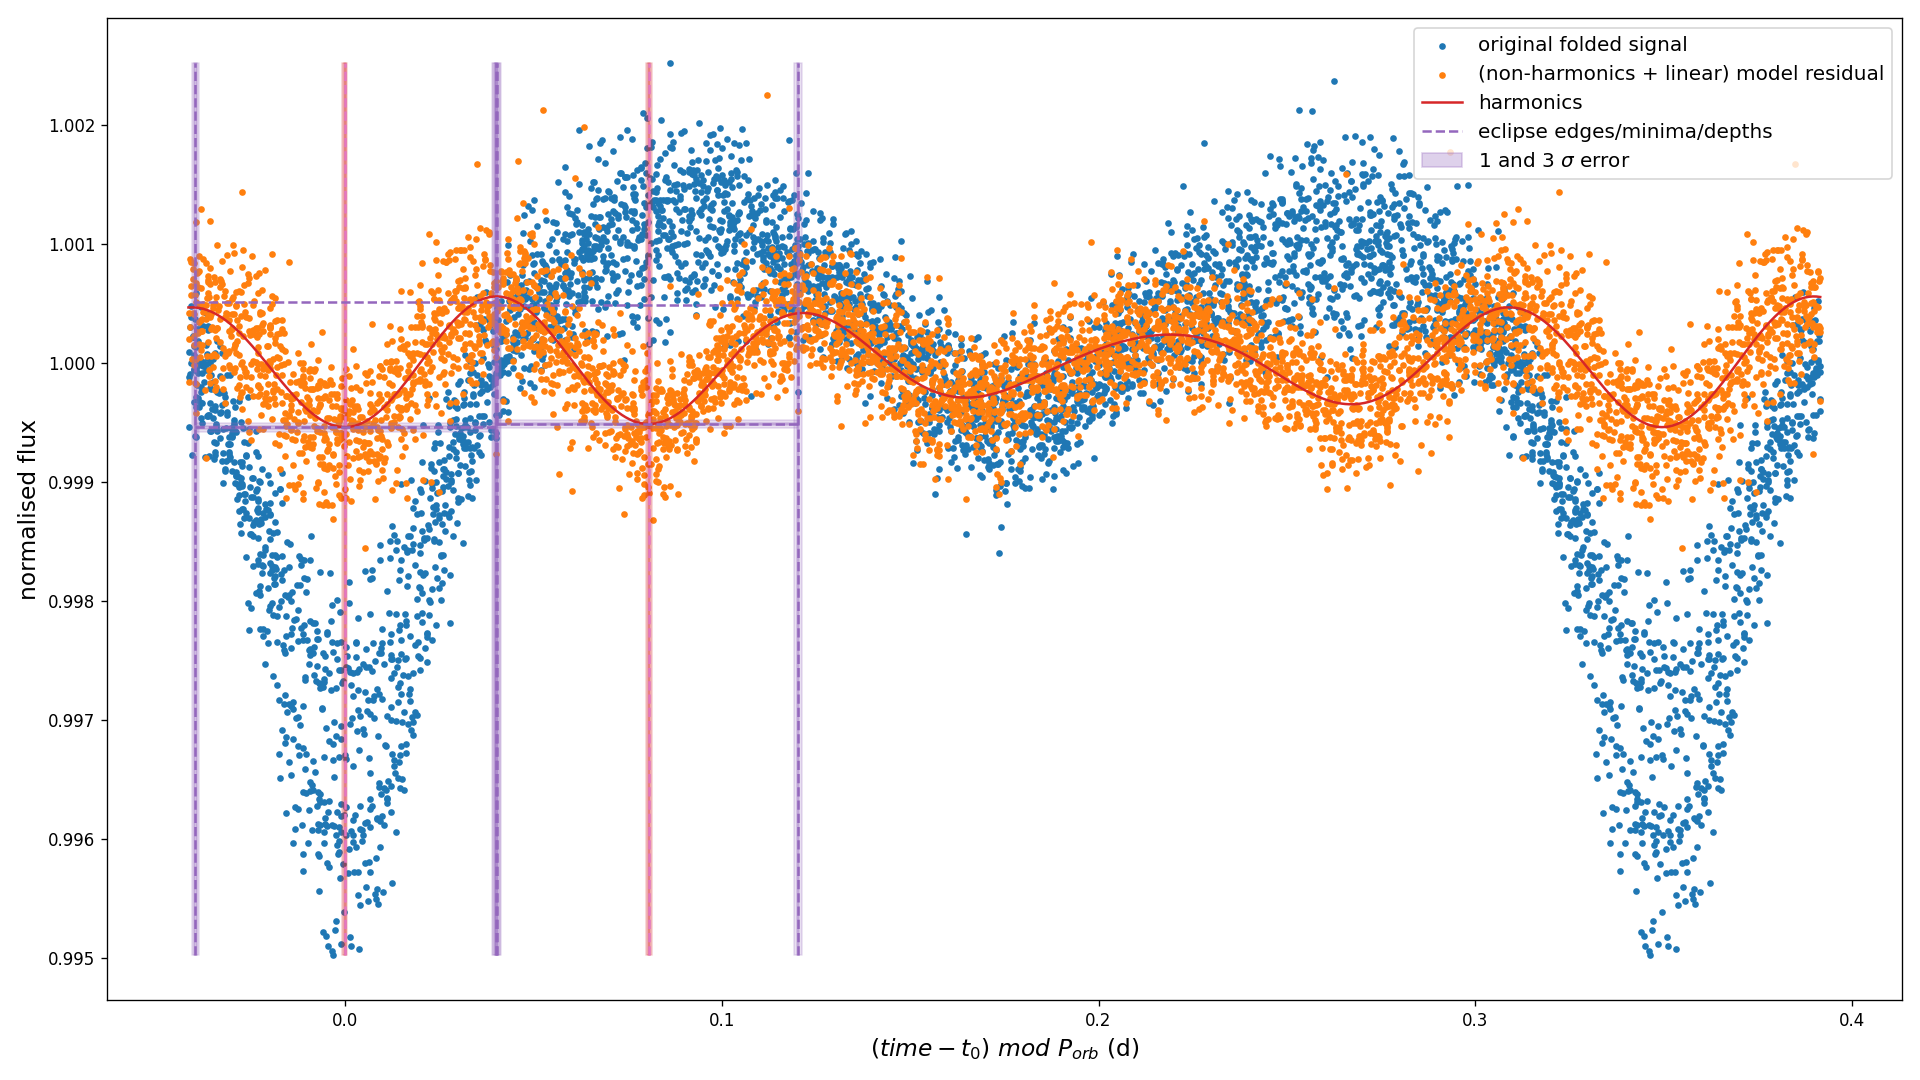 original folded signal
(non-harmonics + linear) model residual
harmonics
eclipse edges/minima/depths
1 and 3 σ error
normalised flux
1.002
1.001
1.000
0.999
0.998
0.997
0.996
0.995
0.0 0.1 0.2 0.3 0.4
(time − t₀) mod Pₒᵣᵦ (d)